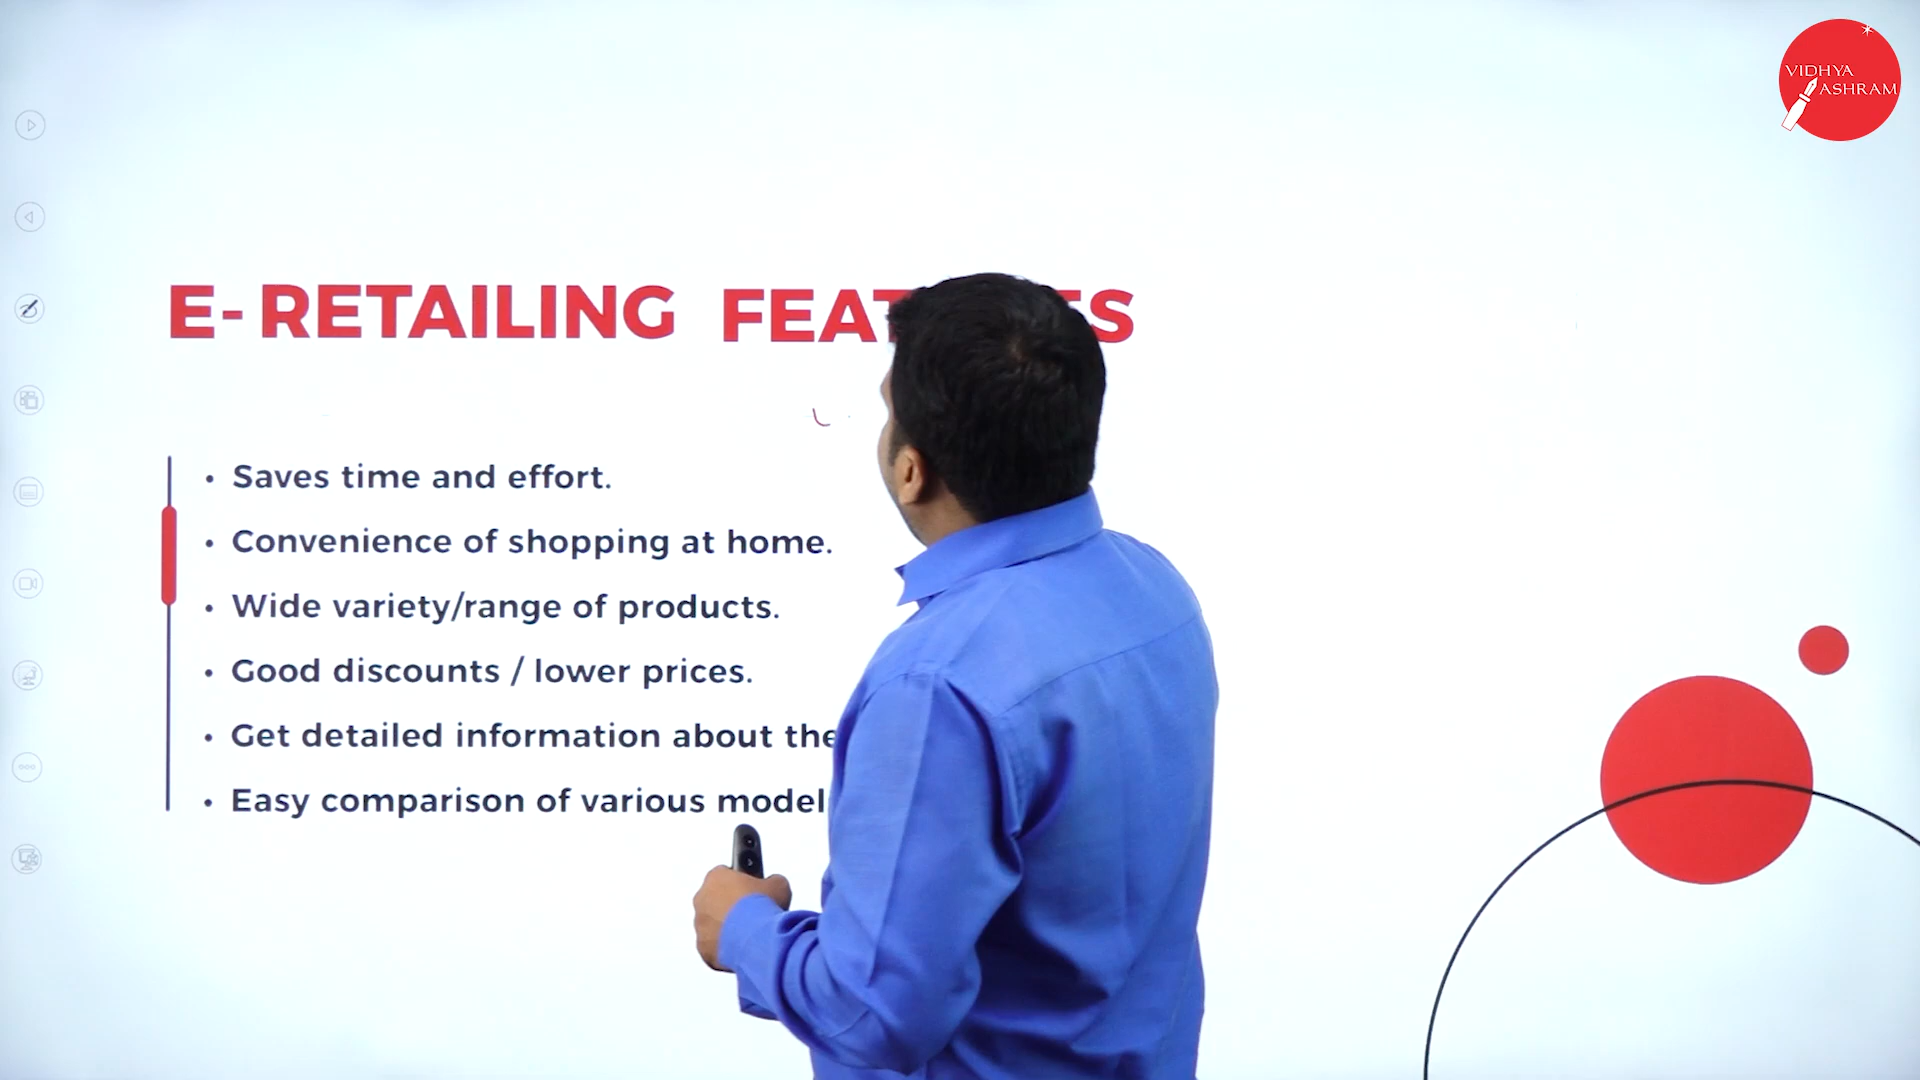 VIDHYA
ASHRAM
E- RETAILING
• Saves time and effort.
• Convenience of shopping at home.
• Wide variety/range of products.
• Good discounts / lower prices.
• Get detailed information about the
• Easy comparison of various model